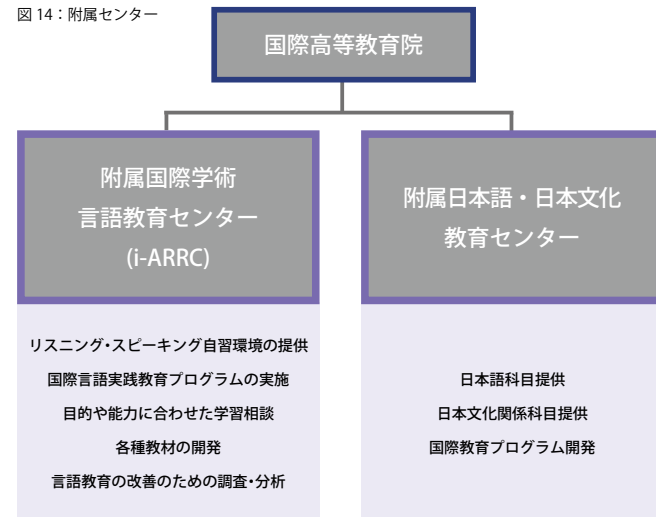 図 14：附属センター
国際高等教育院
附属国際学術
言語教育センター
(i-ARRC)
リスニング・スピーキング自習環境の提供
国際言語実践教育プログラムの実施
目的や能力に合わせた学習相談
各種教材の開発
言語教育の改善のための調査・分析
附属日本語・日本文化
教育センター
日本語科目提供
日本文化関係科目提供
国際教育プログラム開発